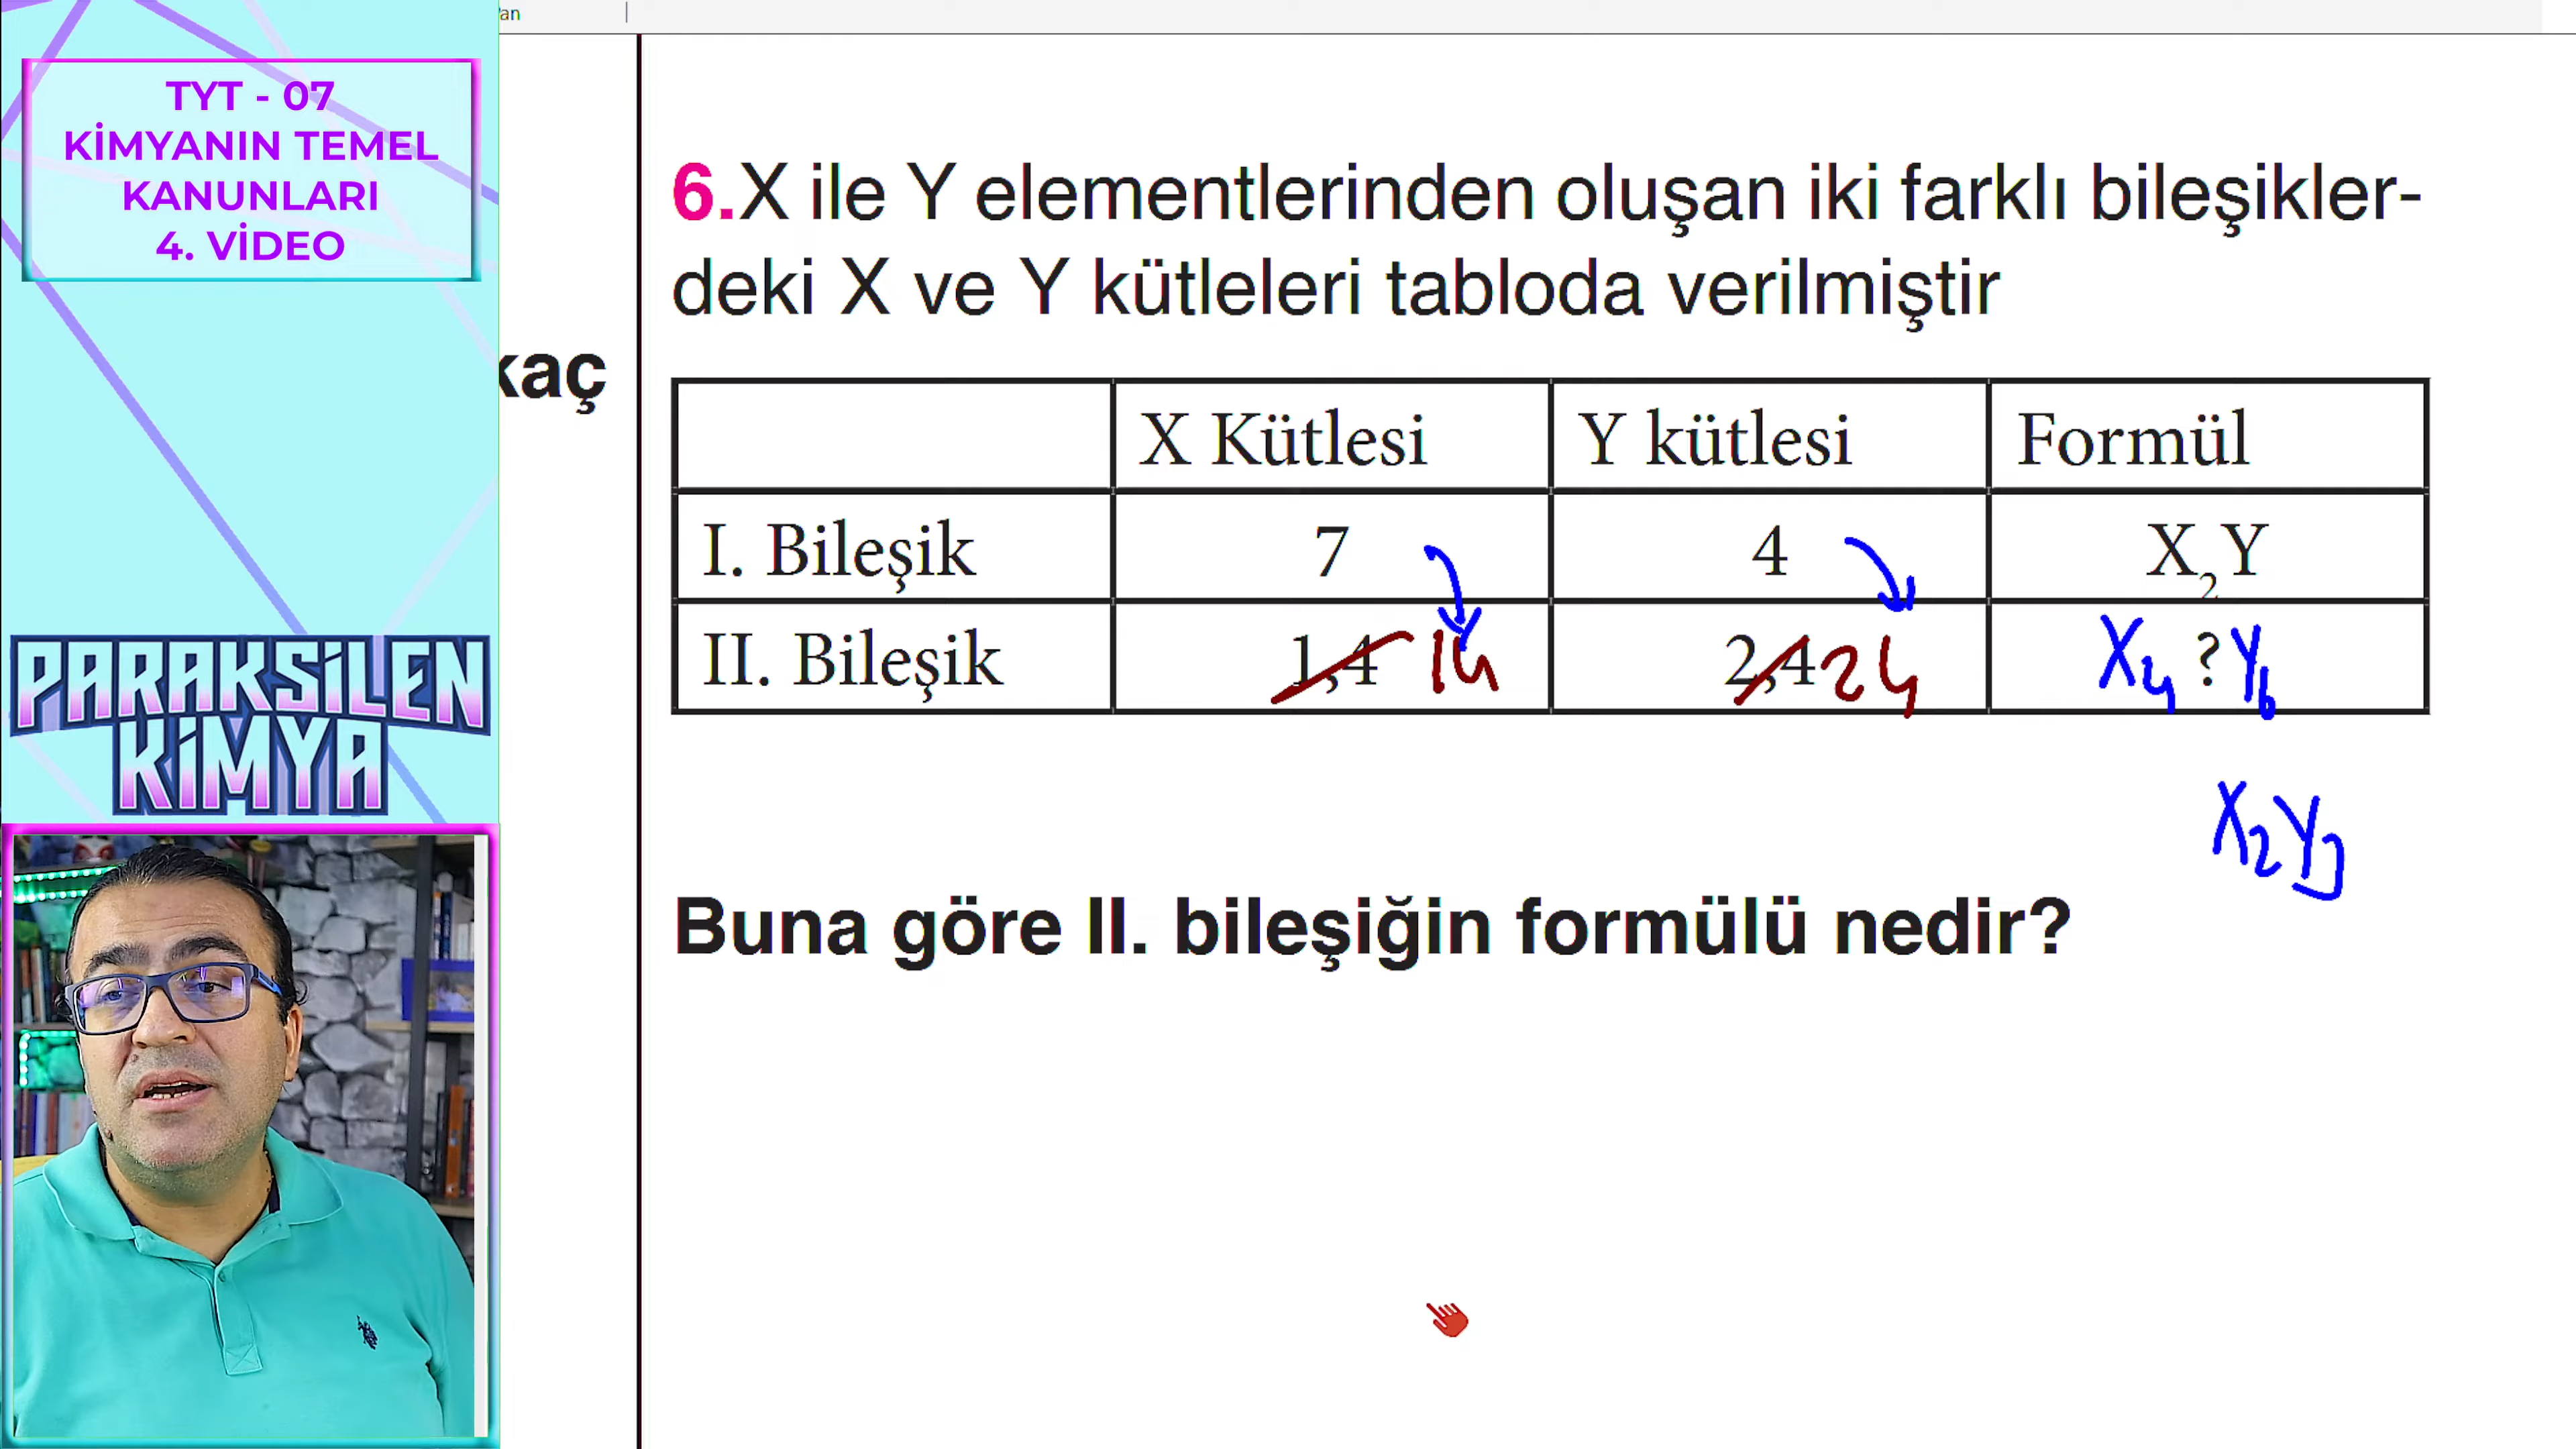 TYT - 07
KİMYANIN TEMEL
KANUNLARI
4. VİDEO
kaç
PARAKSİLEN
KİMYA
6.X ile Y elementlerinden oluşan iki farklı bileşikler-
deki X ve Y kütleleri tabloda verilmiştir
X Kütlesi Y kütlesi Formül
I. Bileşik 7 4 X₂Y
II. Bileşik 1,4 14 2,4 24 X₄ ? Y₆
X₂Y₃
Buna göre II. bileşiğin formülü nedir?